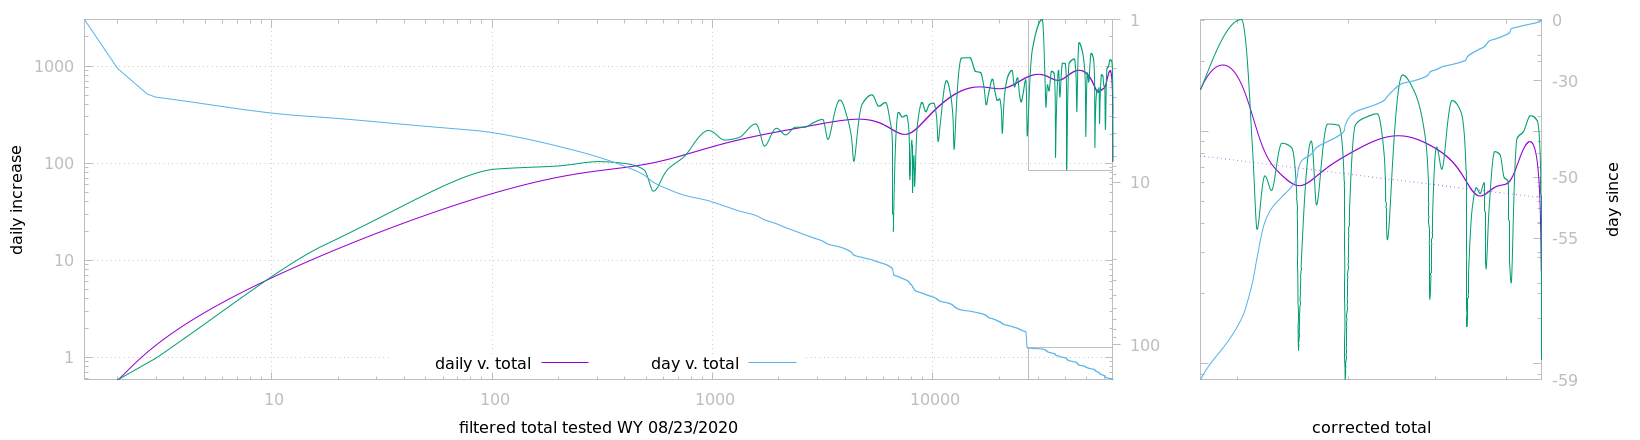 daily increase
1000
100
10
1
10
100
1000
10000
filtered total tested WY 08/23/2020
daily v. total
day v. total
1
10
100
0
-30
-50
-55
-59
day since
corrected total